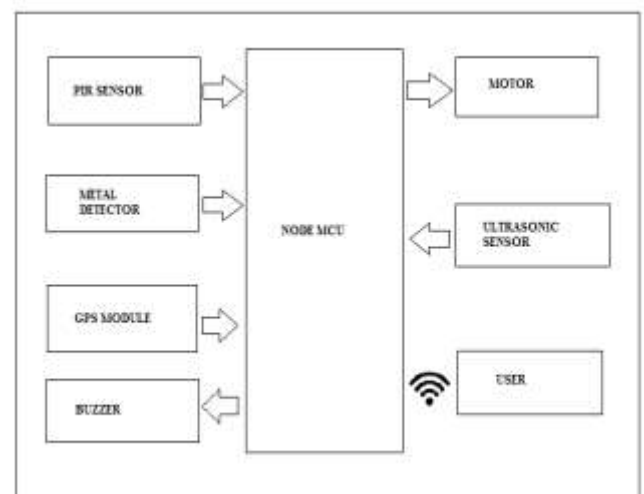 PIR SENSOR
METAL
DETECTOR
GPS MODULE
BUZZER
NODE MCU
MOTOR
ULTRASONIC
SENSOR
USER